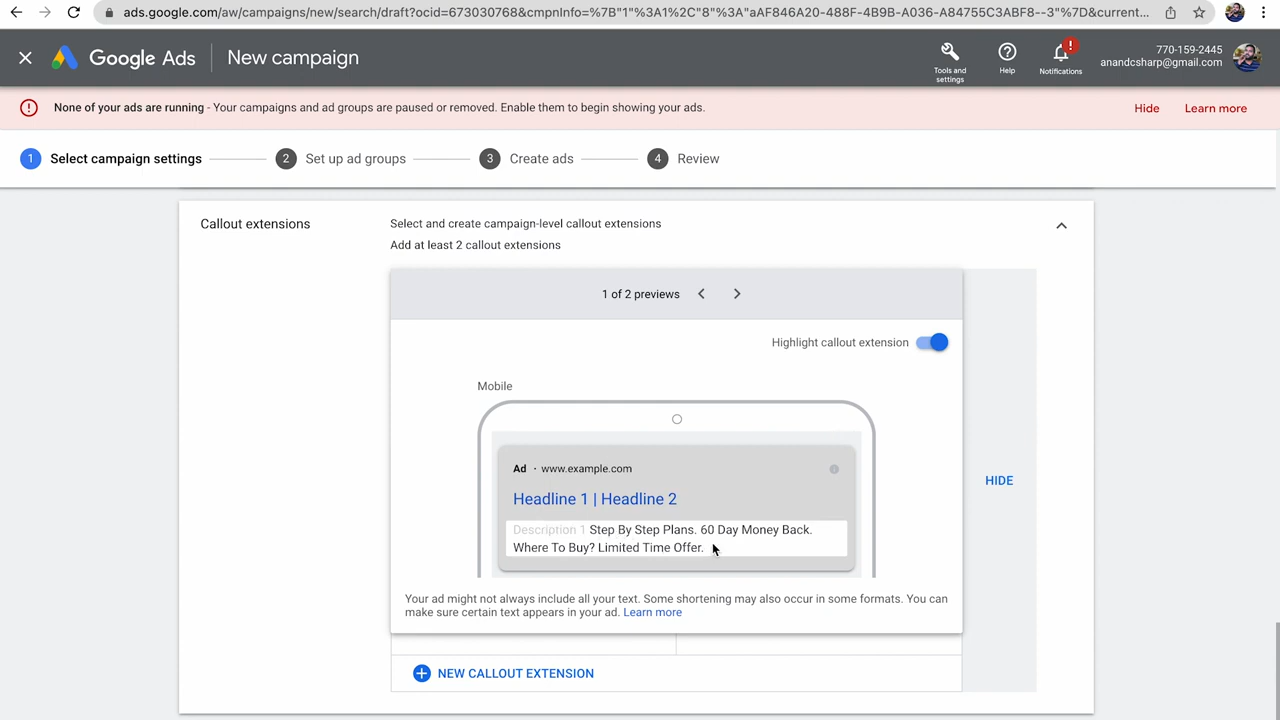 ads.google.com/aw/campaigns/new/search/draft?ocid=673030768&cmpnInfo=%7B"1"%3A1%2C"8"%3A"aAF846A20-488F-4B9B-A036-A84755C3ABF8--3"%7D&current...
Google Ads
New campaign
Tools and
settings
Help
!
Notifications
770-159-2445
anandcsharp@gmail.com
None of your ads are running - Your campaigns and ad groups are paused or removed. Enable them to begin showing your ads.
Hide
Learn more
1 Select campaign settings
2 Set up ad groups
3 Create ads
4 Review
Callout extensions
Select and create campaign-level callout extensions
Add at least 2 callout extensions
1 of 2 previews
Highlight callout extension
Mobile
Ad · www.example.com
Headline 1 | Headline 2
Description 1 Step By Step Plans. 60 Day Money Back.
Where To Buy? Limited Time Offer.
HIDE
Your ad might not always include all your text. Some shortening may also occur in some formats. You can
make sure certain text appears in your ad. Learn more
NEW CALLOUT EXTENSION